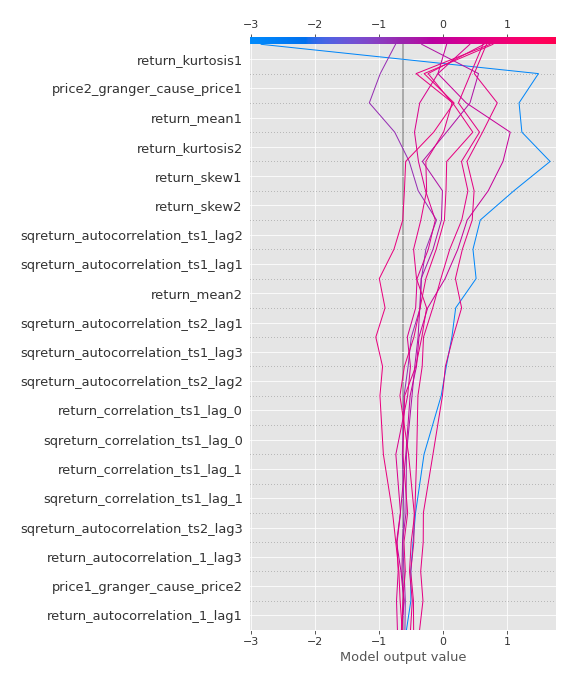 −3 −2 −1 0 1
return_kurtosis1
price2_granger_cause_price1
return_mean1
return_kurtosis2
return_skew1
return_skew2
sqreturn_autocorrelation_ts1_lag2
sqreturn_autocorrelation_ts1_lag1
return_mean2
sqreturn_autocorrelation_ts2_lag1
sqreturn_autocorrelation_ts1_lag3
sqreturn_autocorrelation_ts2_lag2
return_correlation_ts1_lag_0
sqreturn_correlation_ts1_lag_0
return_correlation_ts1_lag_1
sqreturn_correlation_ts1_lag_1
sqreturn_autocorrelation_ts2_lag3
return_autocorrelation_1_lag3
price1_granger_cause_price2
return_autocorrelation_1_lag1
−3 −2 −1 0 1
Model output value